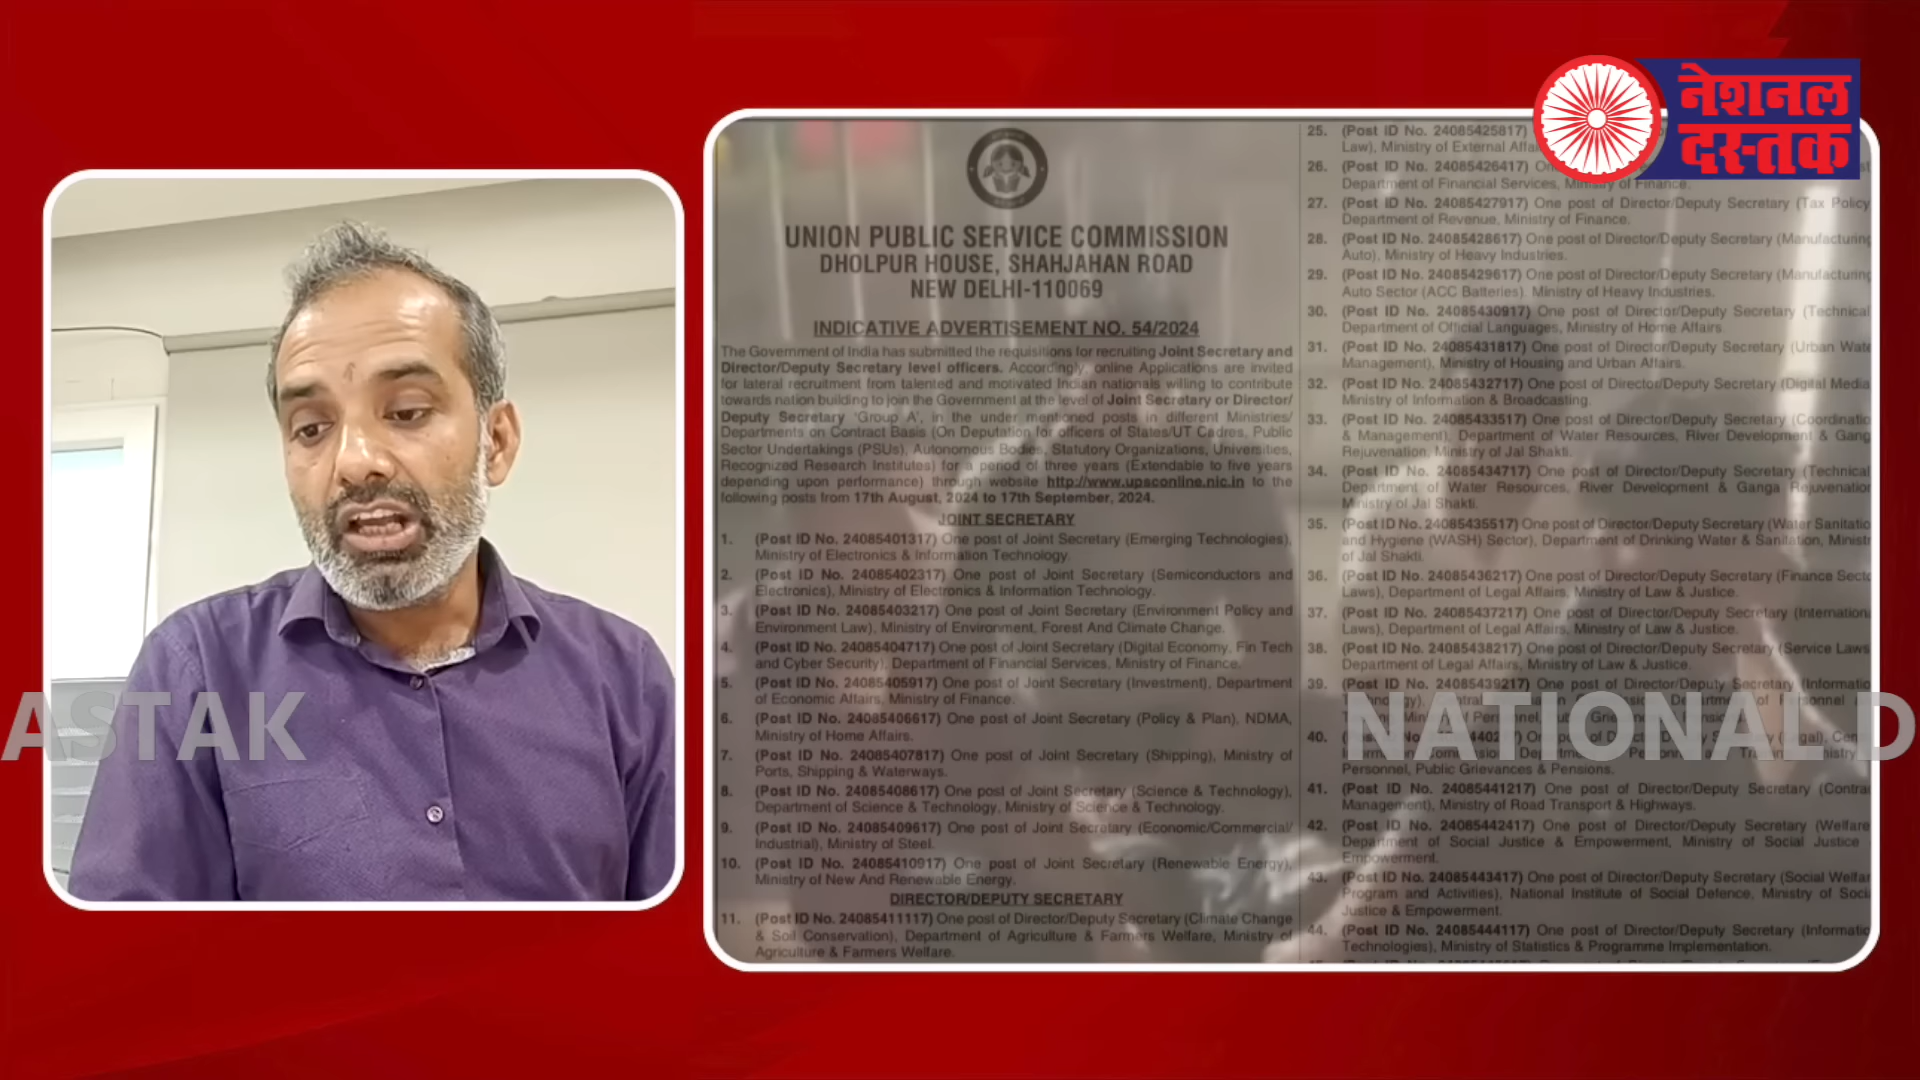 नेशनल
दस्तक
UNION PUBLIC SERVICE COMMISSION
DHOLPUR HOUSE, SHAHJAHAN ROAD
NEW DELHI-110069
INDICATIVE ADVERTISEMENT NO. 54/2024
The Government of India has submitted the requisitions for recruiting Joint Secretary and
Director/Deputy Secretary level officers. Accordingly, online Applications are invited
for lateral recruitment from talented and motivated Indian nationals willing to contribute
towards nation building to join the Government at the level of Joint Secretary or Director/
Deputy Secretary 'Group A', in the under mentioned posts in different Ministries/
Departments on Contract Basis (On Deputation for officers of States/UT Cadres, Public
Sector Undertakings (PSUs), Autonomous Bodies, Statutory Organizations, Universities,
Recognized Research Institutes) for a period of three years (Extendable to five years
depending upon performance) through website http://www.upsconline.nic.in to the
following posts from 17th August, 2024 to 17th September, 2024.
JOINT SECRETARY
1. (Post ID No. 24085401317) One post of Joint Secretary (Emerging Technologies),
Ministry of Electronics & Information Technology.
2. (Post ID No. 24085402317) One post of Joint Secretary (Semiconductors and
Electronics), Ministry of Electronics & Information Technology.
3. (Post ID No. 24085403217) One post of Joint Secretary (Environment Policy and
Environment Law), Ministry of Environment, Forest And Climate Change.
4. (Post ID No. 24085404717) One post of Joint Secretary (Digital Economy, Fin Tech
and Cyber Security), Department of Financial Services, Ministry of Finance.
5. (Post ID No. 24085405917) One post of Joint Secretary (Investment), Department
of Economic Affairs, Ministry of Finance.
6. (Post ID No. 24085406617) One post of Joint Secretary (Policy & Plan), NDMA,
Ministry of Home Affairs.
7. (Post ID No. 24085407817) One post of Joint Secretary (Shipping), Ministry of
Ports, Shipping & Waterways.
8. (Post ID No. 24085408617) One post of Joint Secretary (Science & Technology),
Department of Science & Technology, Ministry of Science & Technology.
9. (Post ID No. 24085409617) One post of Joint Secretary (Economic/Commercial/
Industrial), Ministry of Steel.
10. (Post ID No. 24085410917) One post of Joint Secretary (Renewable Energy),
Ministry of New And Renewable Energy.
DIRECTOR/DEPUTY SECRETARY
11. (Post ID No. 24085411117) One post of Director/Deputy Secretary (Climate Change
& Soil Conservation), Department of Agriculture & Farmers Welfare, Ministry of
Agriculture & Farmers Welfare.
25. (Post ID No. 24085425817)
Law), Ministry of External
26. (Post ID No. 24085426417)
Department of Financial Services, Ministry of Finance.
27. (Post ID No. 24085427917) One post of Director/Deputy Secretary (Tax Policy
Department of Revenue, Ministry of Finance.
28. (Post ID No. 24085428617) One post of Director/Deputy Secretary (Manufacturing
Auto), Ministry of Heavy Industries.
29. (Post ID No. 24085429617) One post of Director/Deputy Secretary (Manufacturing
Auto Sector (ACC Batteries), Ministry of Heavy Industries.
30. (Post ID No. 24085430917) One post of Director/Deputy Secretary (Technical
Department of Official Languages, Ministry of Home Affairs.
31. (Post ID No. 24085431817) One post of Director/Deputy Secretary (Urban Wate
Management), Ministry of Housing and Urban Affairs.
32. (Post ID No. 24085432717) One post of Director/Deputy Secretary (Digital Media
Ministry of Information & Broadcasting.
33. (Post ID No. 24085433517) One post of Director/Deputy Secretary (Coordinatio
& Management), Department of Water Resources, River Development & Gang
Rejuvenation, Ministry of Jal Shakti.
34. (Post ID No. 24085434717) One post of Director/Deputy Secretary (Technical
Department of Water Resources, River Development & Ganga Rejuvenation
Ministry of Jal Shakti.
35. (Post ID No. 24085435517) One post of Director/Deputy Secretary (Water Sanitatio
and Hygiene (WASH) Sector), Department of Drinking Water & Sanitation, Ministr
of Jal Shakti.
36. (Post ID No. 24085436217) One post of Director/Deputy Secretary (Finance Secto
Laws), Department of Legal Affairs, Ministry of Law & Justice.
37. (Post ID No. 24085437217) One post of Director/Deputy Secretary (Internationa
Laws), Department of Legal Affairs, Ministry of Law & Justice.
38. (Post ID No. 24085438217) One post of Director/Deputy Secretary (Service Laws
Department of Legal Affairs, Ministry of Law & Justice.
39. (Post ID No. 24085439217) One post of Director/Deputy Secretary (Informatio
40.
Personnel, Public Grievances & Pensions.
41. (Post ID No. 24085441217) One post of Director/Deputy Secretary (Contra
Management), Ministry of Road Transport & Highways.
42. (Post ID No. 24085442417) One post of Director/Deputy Secretary (Welfare
Department of Social Justice & Empowerment, Ministry of Social Justice
Empowerment.
43. (Post ID No. 24085443417) One post of Director/Deputy Secretary (Social Welfar
Program and Activities), National Institute of Social Defence, Ministry of Soci
Justice & Empowerment.
44. (Post ID No. 24085444117) One post of Director/Deputy Secretary (Informatio
Technologies), Ministry of Statistics & Programme Implementation.
ASTAK
NATIONAL D